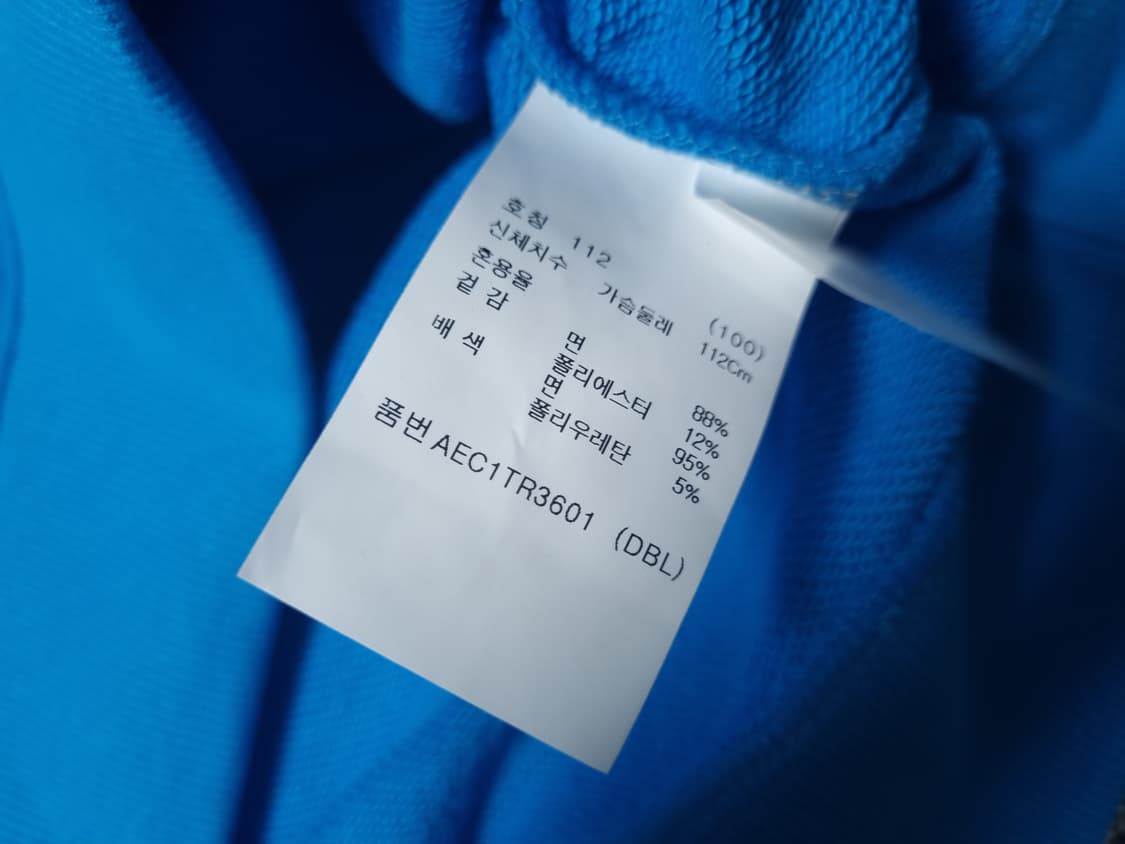 호칭 112 (100)
신체치수 가슴둘레 112Cm
혼용율
겉감 면 88%
폴리에스터 12%
배색 면 95%
폴리우레탄 5%
품번 AEC1TR3601 (DBL)